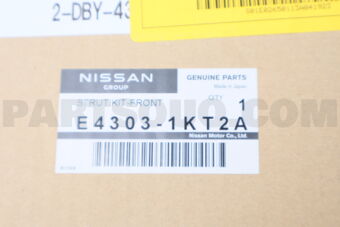 2-DBY-43
NISSAN
GROUP
GENUINE PARTS
Made in Japan
STRUT KIT-FRONT
QTY
1
E4303-1KT2A
Nissan Motor Co., Ltd.
PARTSOUQ.COM